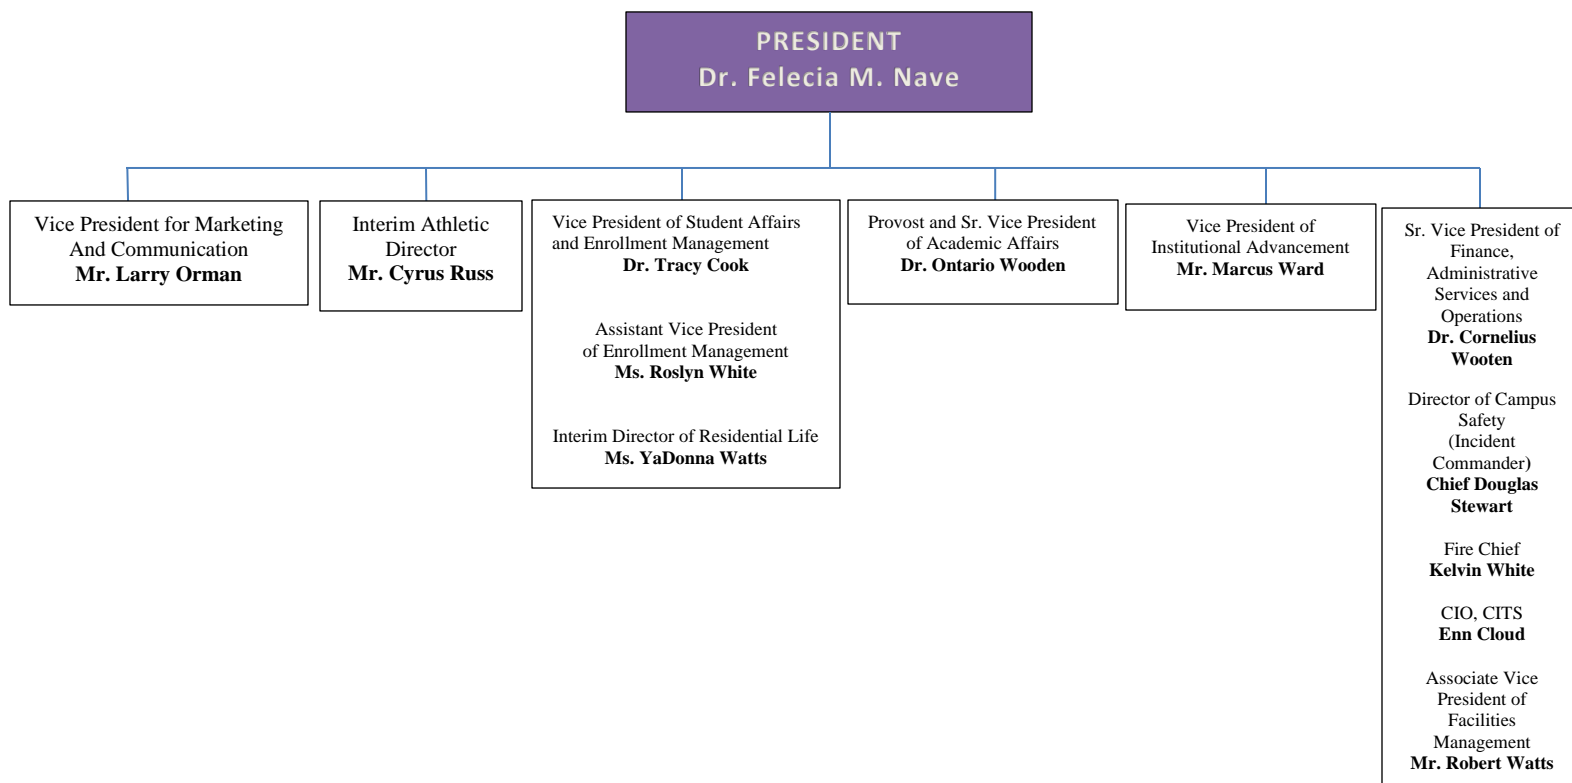 PRESIDENT
Dr. Felecia M. Nave
Vice President for Marketing
And Communication
Mr. Larry Orman
Interim Athletic
Director
Mr. Cyrus Russ
Vice President of Student Affairs
and Enrollment Management
Dr. Tracy Cook
Assistant Vice President
of Enrollment Management
Ms. Roslyn White
Interim Director of Residential Life
Ms. YaDonna Watts
Provost and Sr. Vice President
of Academic Affairs
Dr. Ontario Wooden
Vice President of
Institutional Advancement
Mr. Marcus Ward
Sr. Vice President of
Finance,
Administrative
Services and
Operations
Dr. Cornelius
Wooten
Director of Campus
Safety
(Incident
Commander)
Chief Douglas
Stewart
Fire Chief
Kelvin White
CIO, CITS
Enn Cloud
Associate Vice
President of
Facilities
Management
Mr. Robert Watts